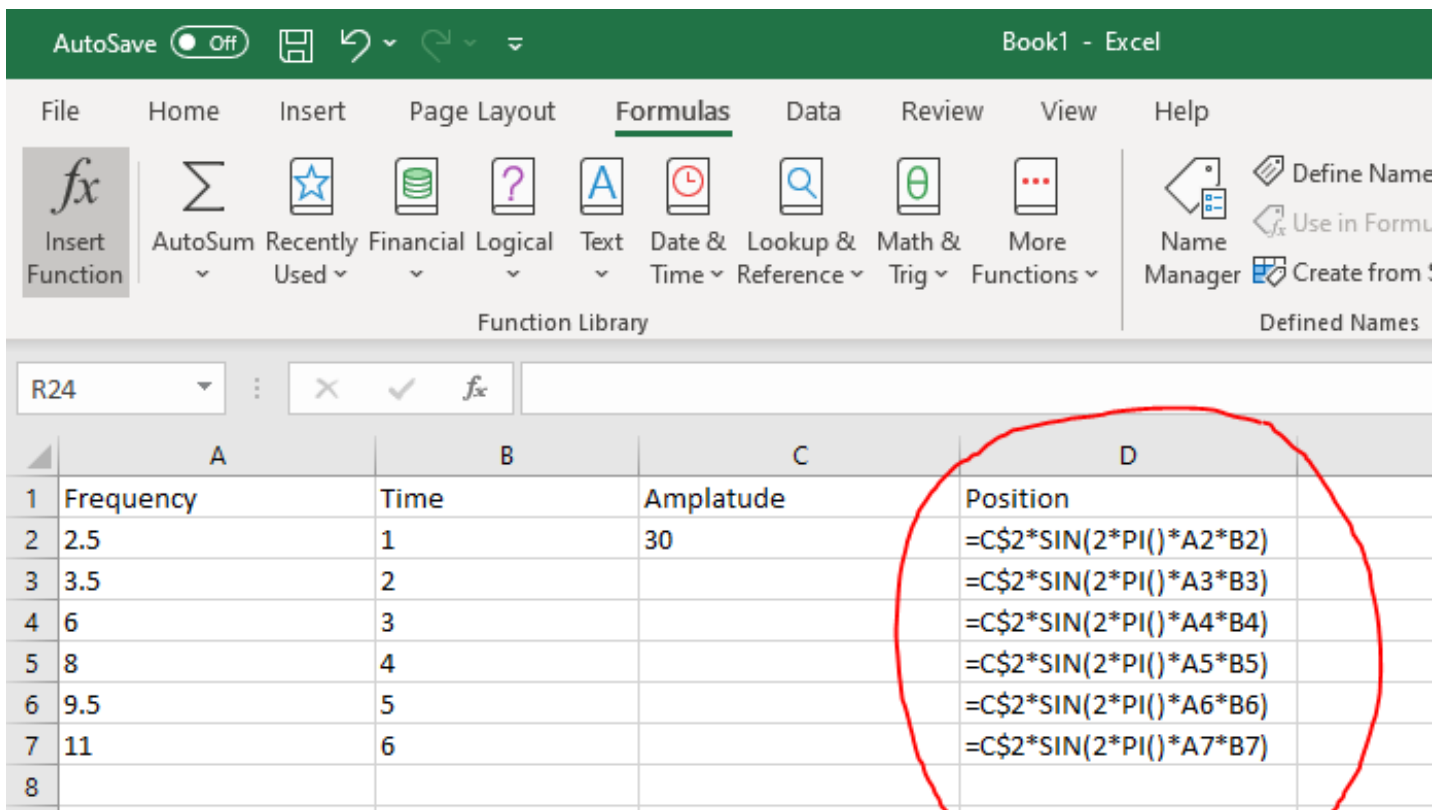 AutoSave Off Book1 - Excel
File Home Insert Page Layout Formulas Data Review View Help
fx Insert Function
AutoSum
Recently Used
Financial
Logical
Text
Date & Time
Lookup & Reference
Math & Trig
More Functions
Name Manager
Define Name
Use in Formu
Create from S
Function Library Defined Names
R24 fx
A B C D
1 Frequency Time Amplatude Position
2 2.5 1 30 =C$2*SIN(2*PI()*A2*B2)
3 3.5 2 =C$2*SIN(2*PI()*A3*B3)
4 6 3 =C$2*SIN(2*PI()*A4*B4)
5 8 4 =C$2*SIN(2*PI()*A5*B5)
6 9.5 5 =C$2*SIN(2*PI()*A6*B6)
7 11 6 =C$2*SIN(2*PI()*A7*B7)
8